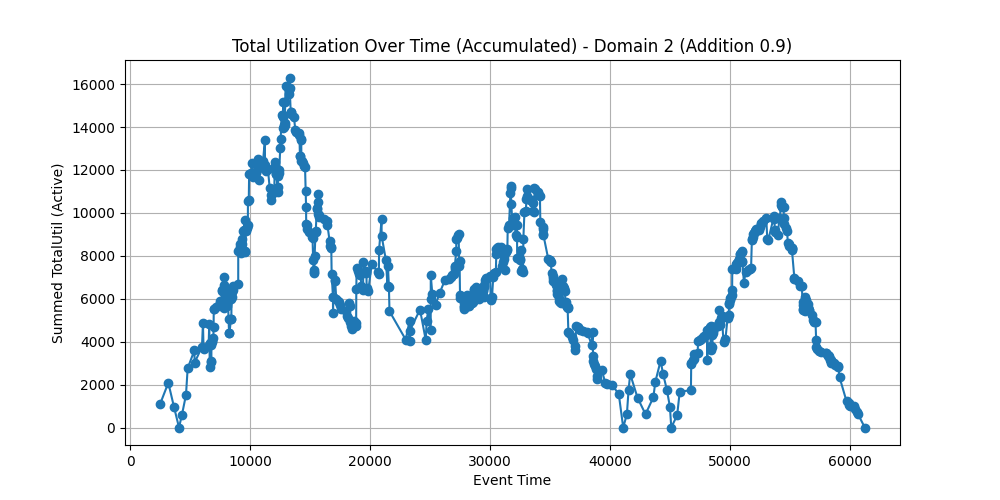 Total Utilization Over Time (Accumulated) - Domain 2 (Addition 0.9)
Summed TotalUtil (Active)
16000
14000
12000
10000
8000
6000
4000
2000
0
0 10000 20000 30000 40000 50000 60000
Event Time